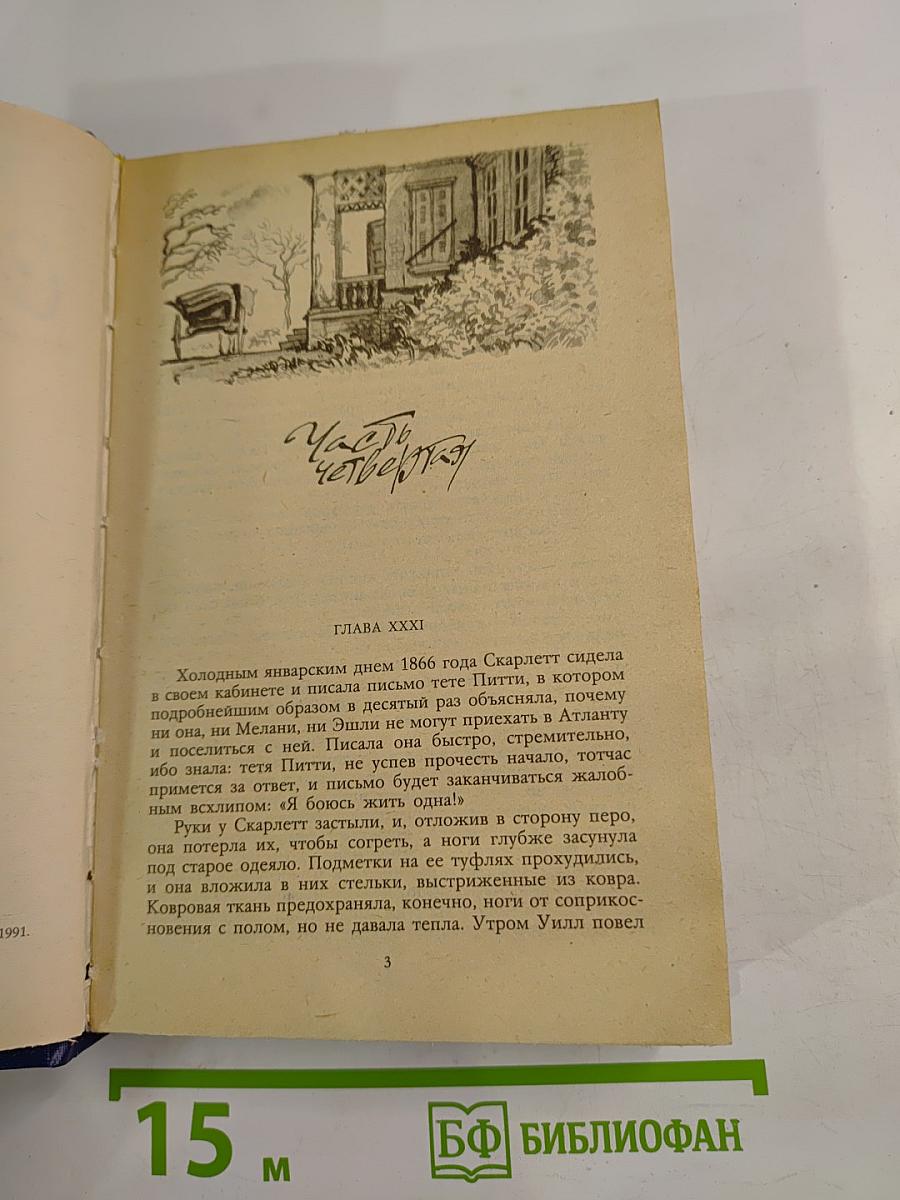 Часть
четвертая
ГЛАВА XXXI
Холодным январским днем 1866 года Скарлетт сидела
в своем кабинете и писала письмо тете Питти, в котором
подробнейшим образом в десятый раз объясняла, почему
ни она, ни Мелани, ни Эшли не могут приехать в Атланту
и поселиться с ней. Писала она быстро, стремительно,
ибо знала: тетя Питти, не успев прочесть начало, тотчас
примется за ответ, и письмо будет заканчиваться жалоб-
ным всхлипом: «Я боюсь жить одна!»
Руки у Скарлетт застыли, и, отложив в сторону перо,
она потерла их, чтобы согреть, а ноги глубже засунула
под старое одеяло. Подметки на ее туфлях прохудились,
и она вложила в них стельки, выстриженные из ковра.
Ковровая ткань предохраняла, конечно, ноги от соприкос-
новения с полом, но не давала тепла. Утром Уилл повел
3
1991.
15 м
БФ БИБЛИОФАН